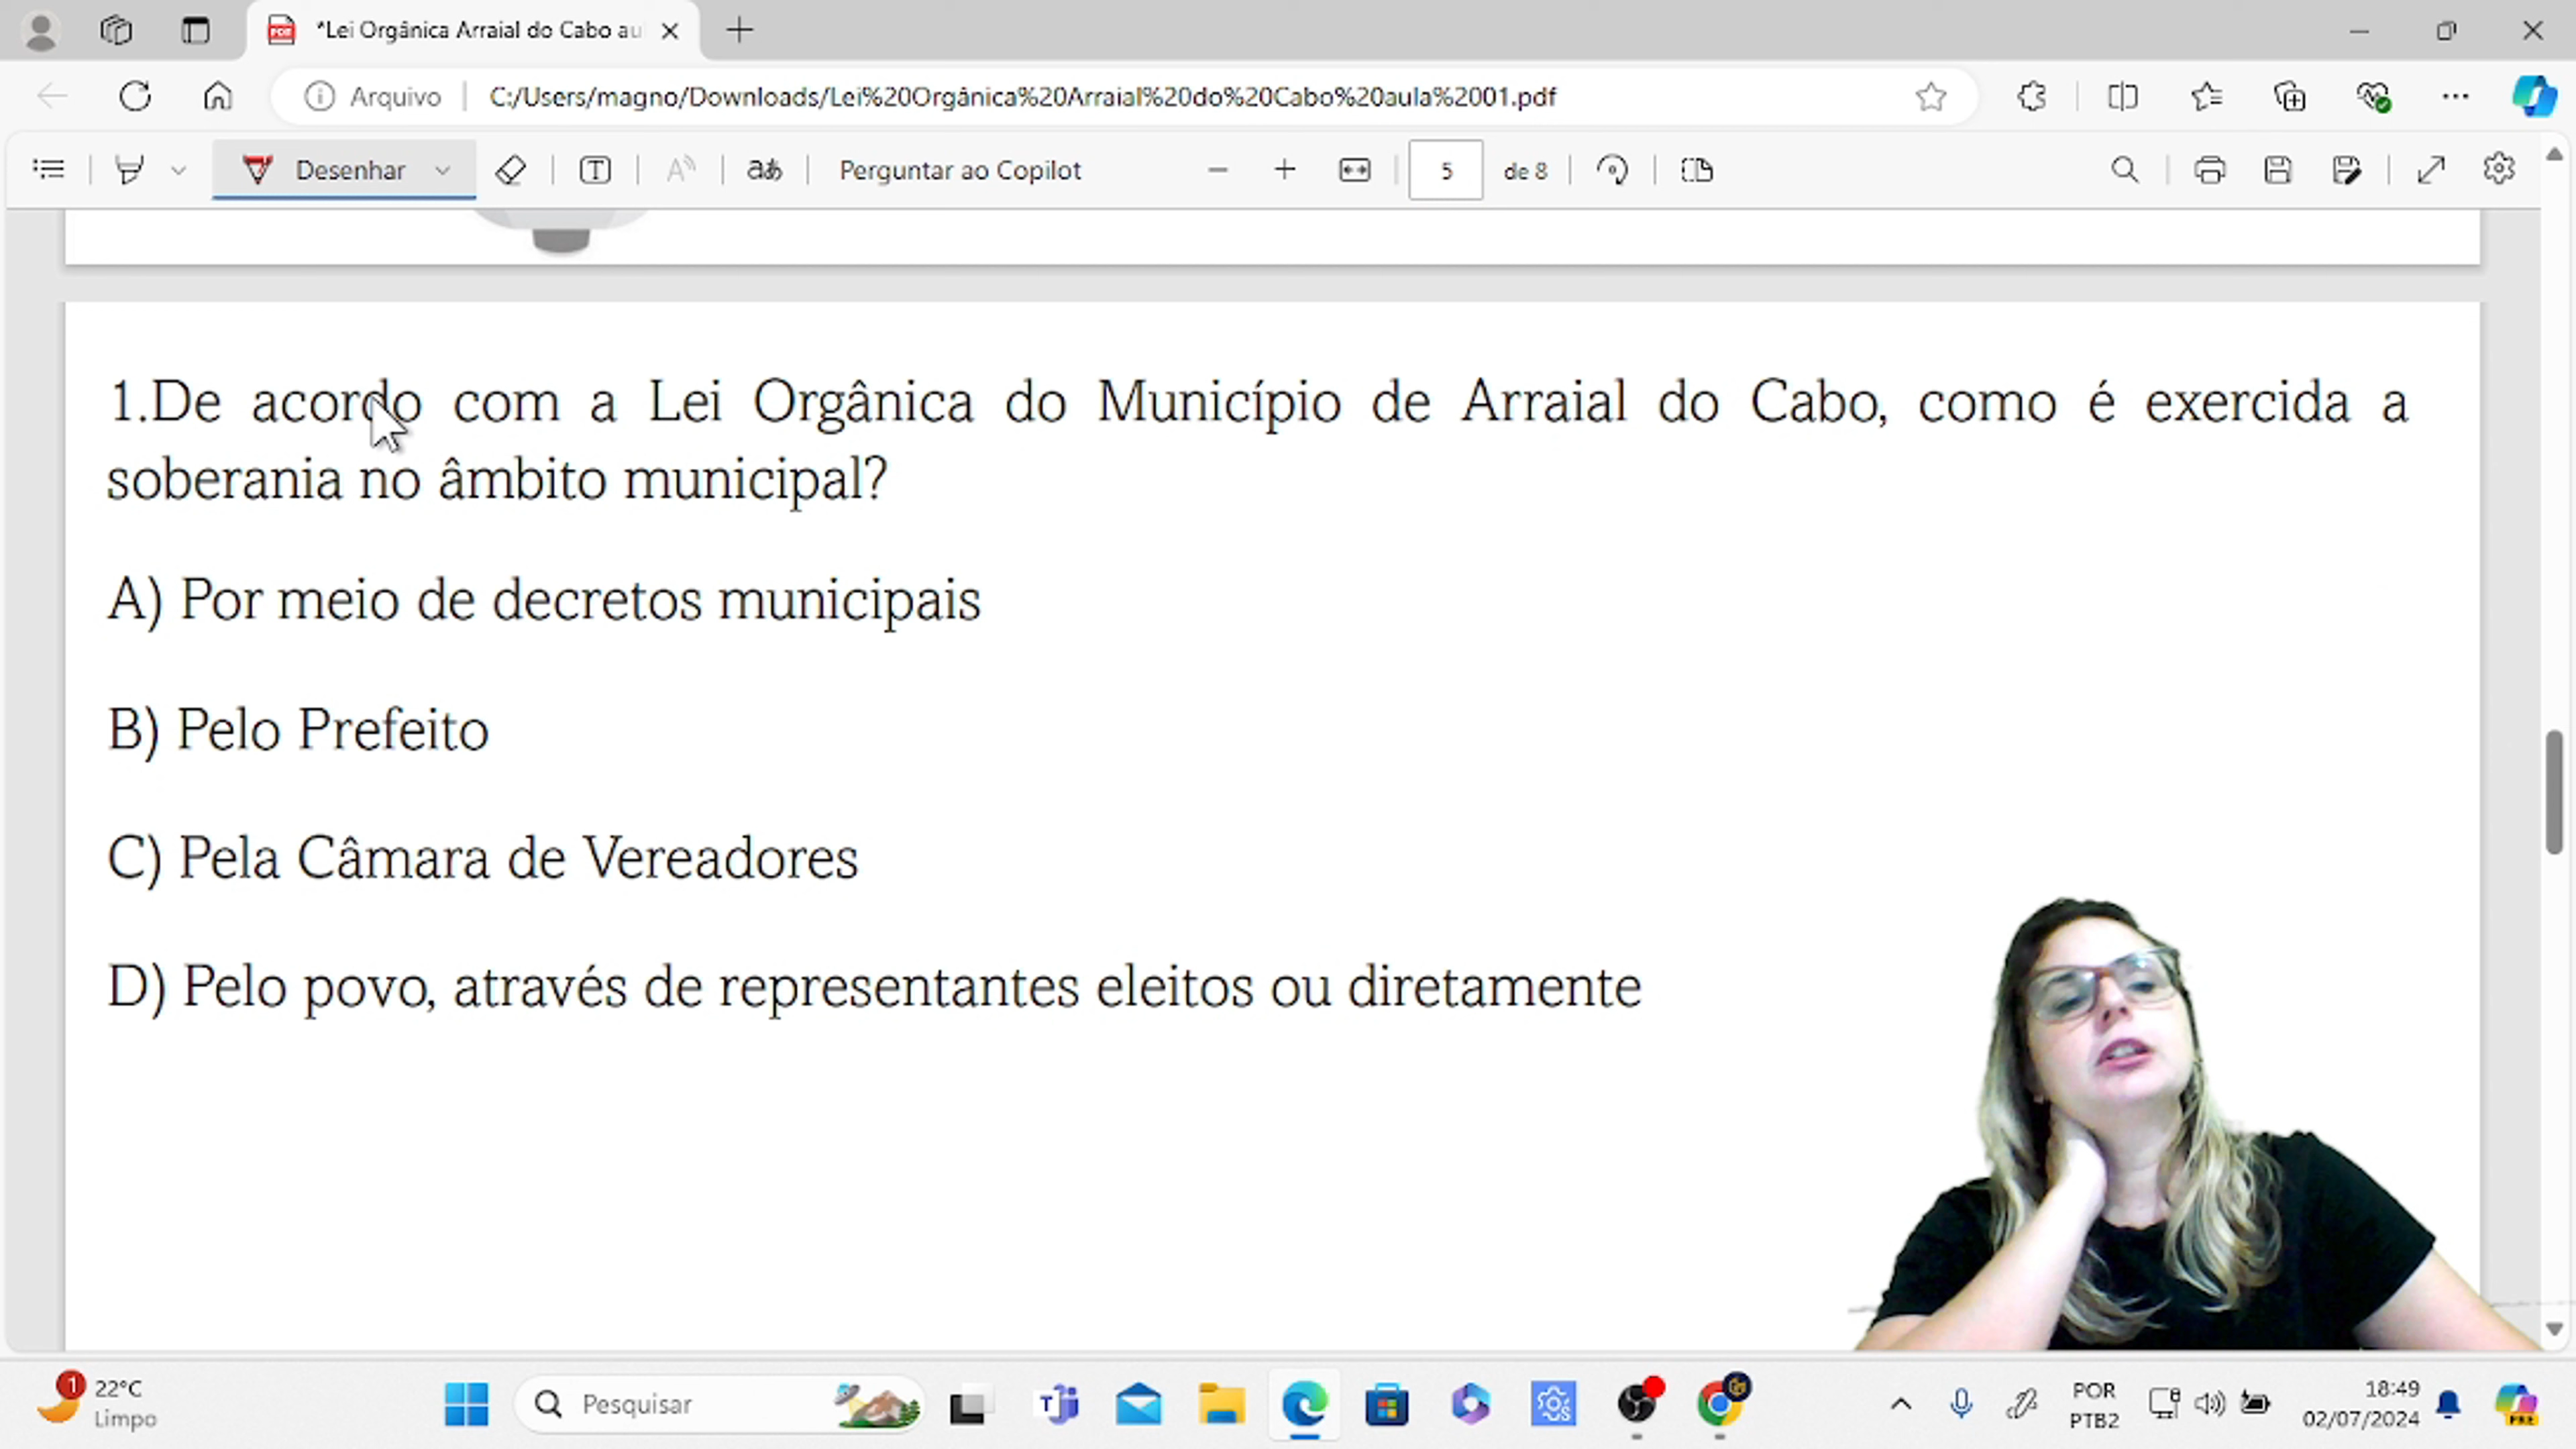 *Lei Orgânica Arraial do Cabo au
Arquivo
C:/Users/magno/Downloads/Lei%20Orgânica%20Arraial%20do%20Cabo%20aula%2001.pdf
Desenhar
Perguntar ao Copilot
5
de 8
1.De acordo com a Lei Orgânica do Município de Arraial do Cabo, como é exercida a
soberania no âmbito municipal?
A) Por meio de decretos municipais
B) Pelo Prefeito
C) Pela Câmara de Vereadores
D) Pelo povo, através de representantes eleitos ou diretamente
1
22°C
Limpo
Pesquisar
POR
PTB2
18:49
02/07/2024
PRE